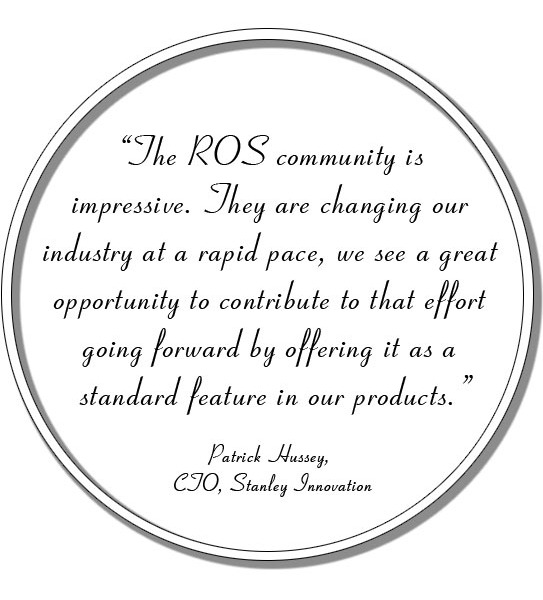 “The ROS community is
impressive. They are changing our
industry at a rapid pace, we see a great
opportunity to contribute to that effort
going forward by offering it as a
standard feature in our products.”
Patrick Hussey,
CTO, Stanley Innovation